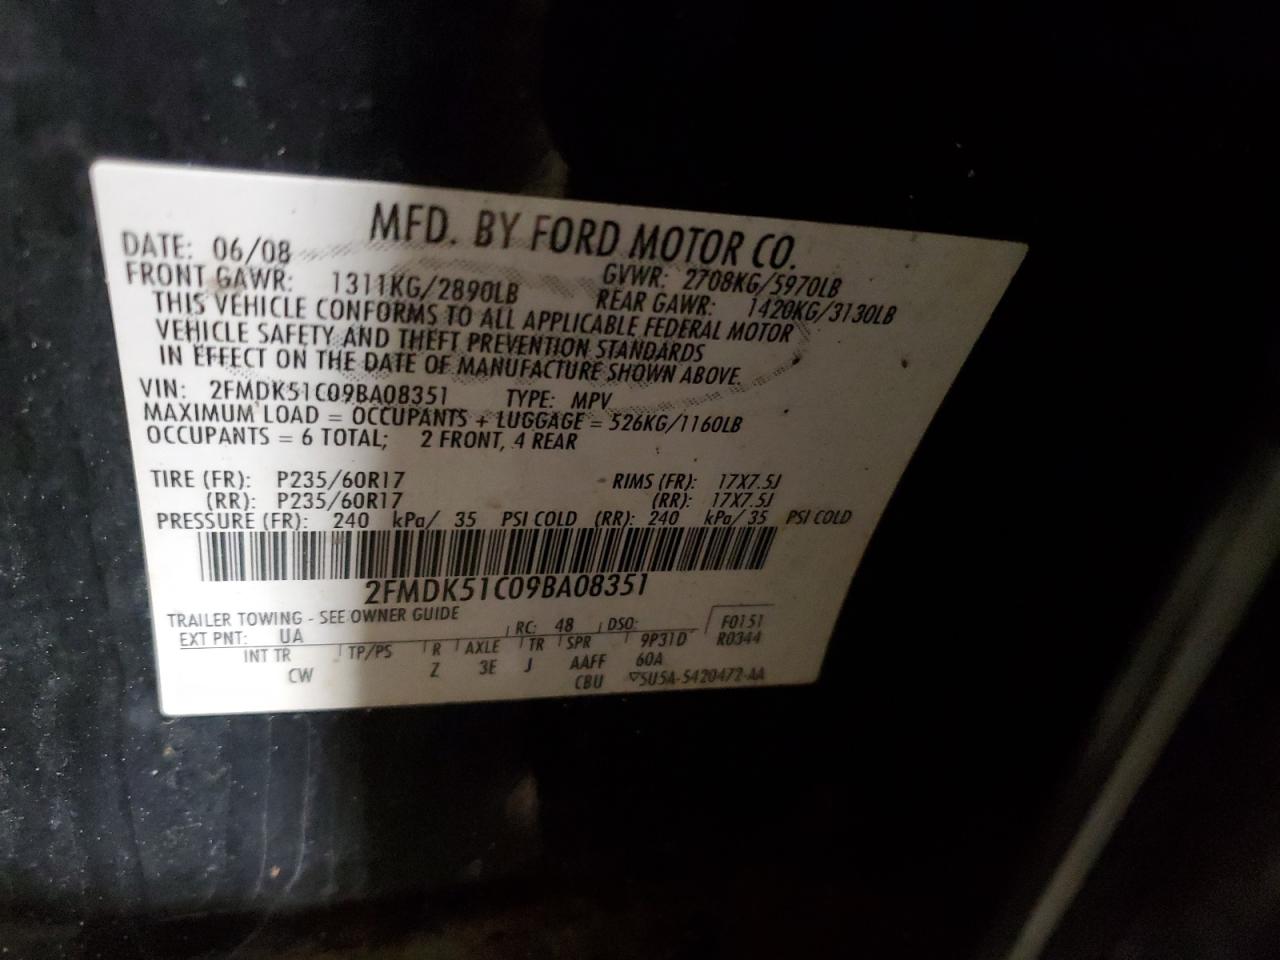 MFD. BY FORD MOTOR CO.
DATE: 06/08 GVWR: 2708KG/5970LB
FRONT GAWR: 1311KG/2890LB REAR GAWR: 1420KG/3130LB
THIS VEHICLE CONFORMS TO ALL APPLICABLE FEDERAL MOTOR
VEHICLE SAFETY AND THEFT PREVENTION STANDARDS
IN EFFECT ON THE DATE OF MANUFACTURE SHOWN ABOVE.
VIN: 2FMDK51C09BA08351 TYPE: MPV
MAXIMUM LOAD = OCCUPANTS + LUGGAGE = 526KG/1160LB
OCCUPANTS = 6 TOTAL; 2 FRONT, 4 REAR
TIRE (FR): P235/60R17 RIMS (FR): 17X7.5J
(RR): P235/60R17 (RR): 17X7.5J
PRESSURE (FR): 240 kPa/ 35 PSI COLD (RR): 240 kPa/ 35 PSI COLD
2FMDK51C09BA08351
TRAILER TOWING - SEE OWNER GUIDE
EXT PNT: UA RC: 48 DSO: F0151
R0344
INT TR TP/PS R AXLE TR SPR 9P31D
CW Z 3E J AAFF 60A
CBU ▽5U5A-5420472-AA